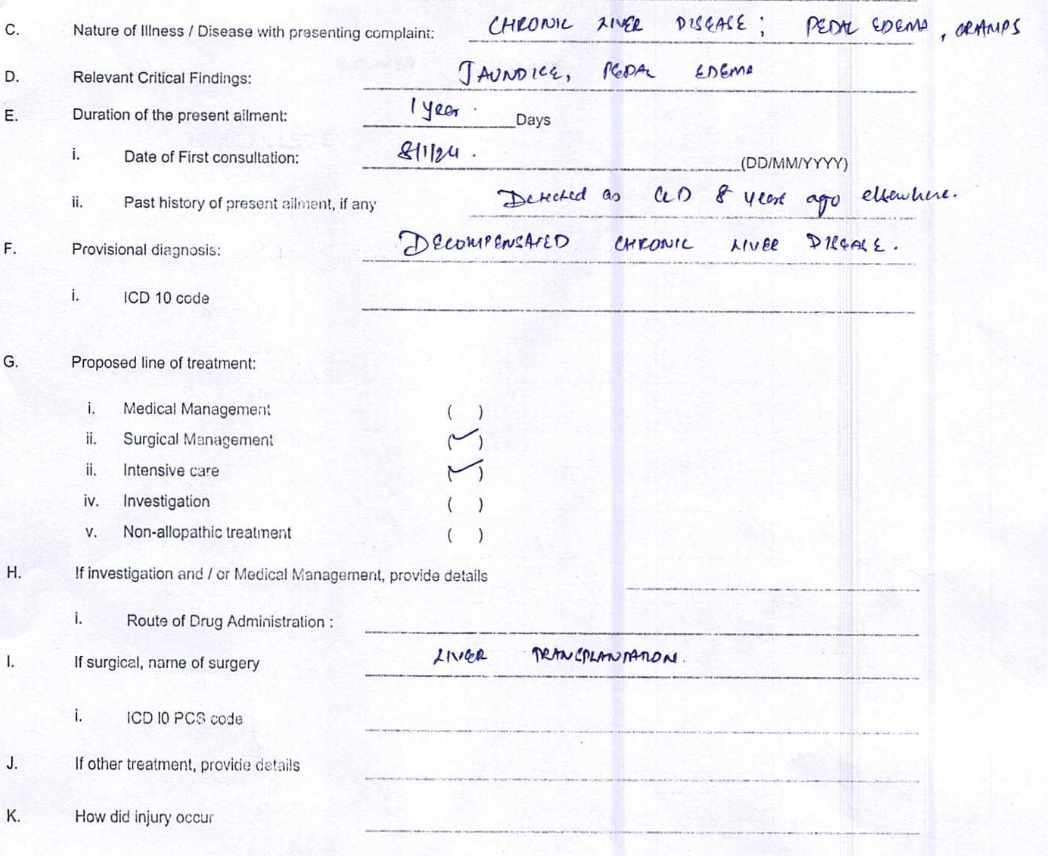 C. Nature of Illness / Disease with presenting complaint: CHRONIC LIVER DISEASE; PEDAL EDEMA, CRAMPS
D. Relevant Critical Findings: JAUNDICE, PEDAL EDEMA
E. Duration of the present ailment: 1 year. Days
i. Date of First consultation: 8/1/24. (DD/MM/YYYY)
ii. Past history of present ailment, if any Detected as CLD 8 years ago elsewhere.
F. Provisional diagnosis: DECOMPENSATED CHRONIC LIVER DISEASE.
i. ICD 10 code
G. Proposed line of treatment:
i. Medical Management ( )
ii. Surgical Management (✓)
ii. Intensive care (✓)
iv. Investigation ( )
v. Non-allopathic treatment ( )
H. If investigation and / or Medical Management, provide details
i. Route of Drug Administration :
I. If surgical, name of surgery LIVER TRANSPLANTATION.
i. ICD I0 PCS code
J. If other treatment, provide details
K. How did injury occur